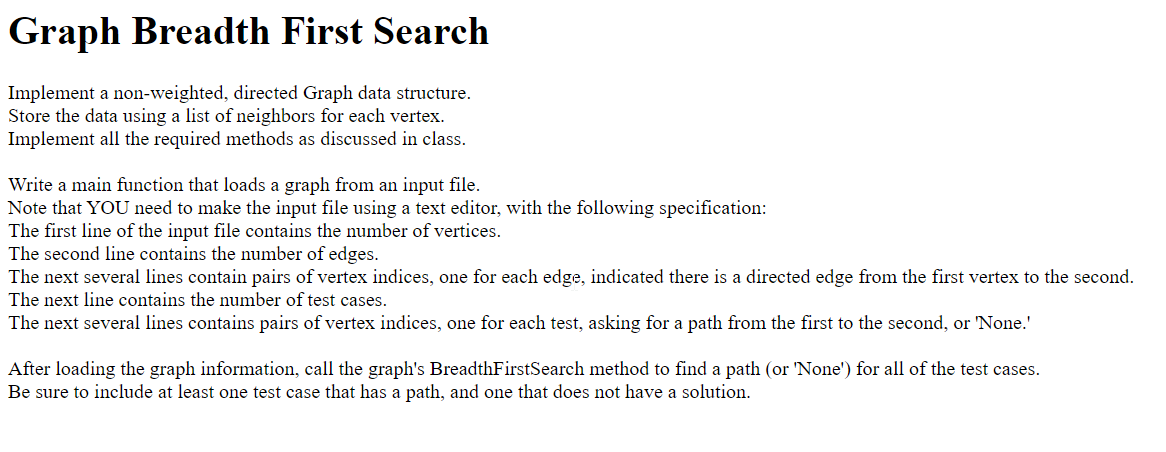 Graph Breadth First Search
Implement a non-weighted, directed Graph data structure.
Store the data using a list of neighbors for each vertex.
Implement all the required methods as discussed in class.
Write a main function that loads a graph from an input file.
Note that YOU need to make the input file using a text editor, with the following specification:
The first line of the input file contains the number of vertices.
The second line contains the number of edges.
The next several lines contain pairs of vertex indices, one for each edge, indicated there is a directed edge from the first vertex to the second.
The next line contains the number of test cases.
The next several lines contains pairs of vertex indices, one for each test, asking for a path from the first to the second, or 'None.'
After loading the graph information, call the graph's BreadthFirstSearch method to find a path (or 'None') for all of the test cases.
Be sure to include at least one test case that has a path, and one that does not have a solution.